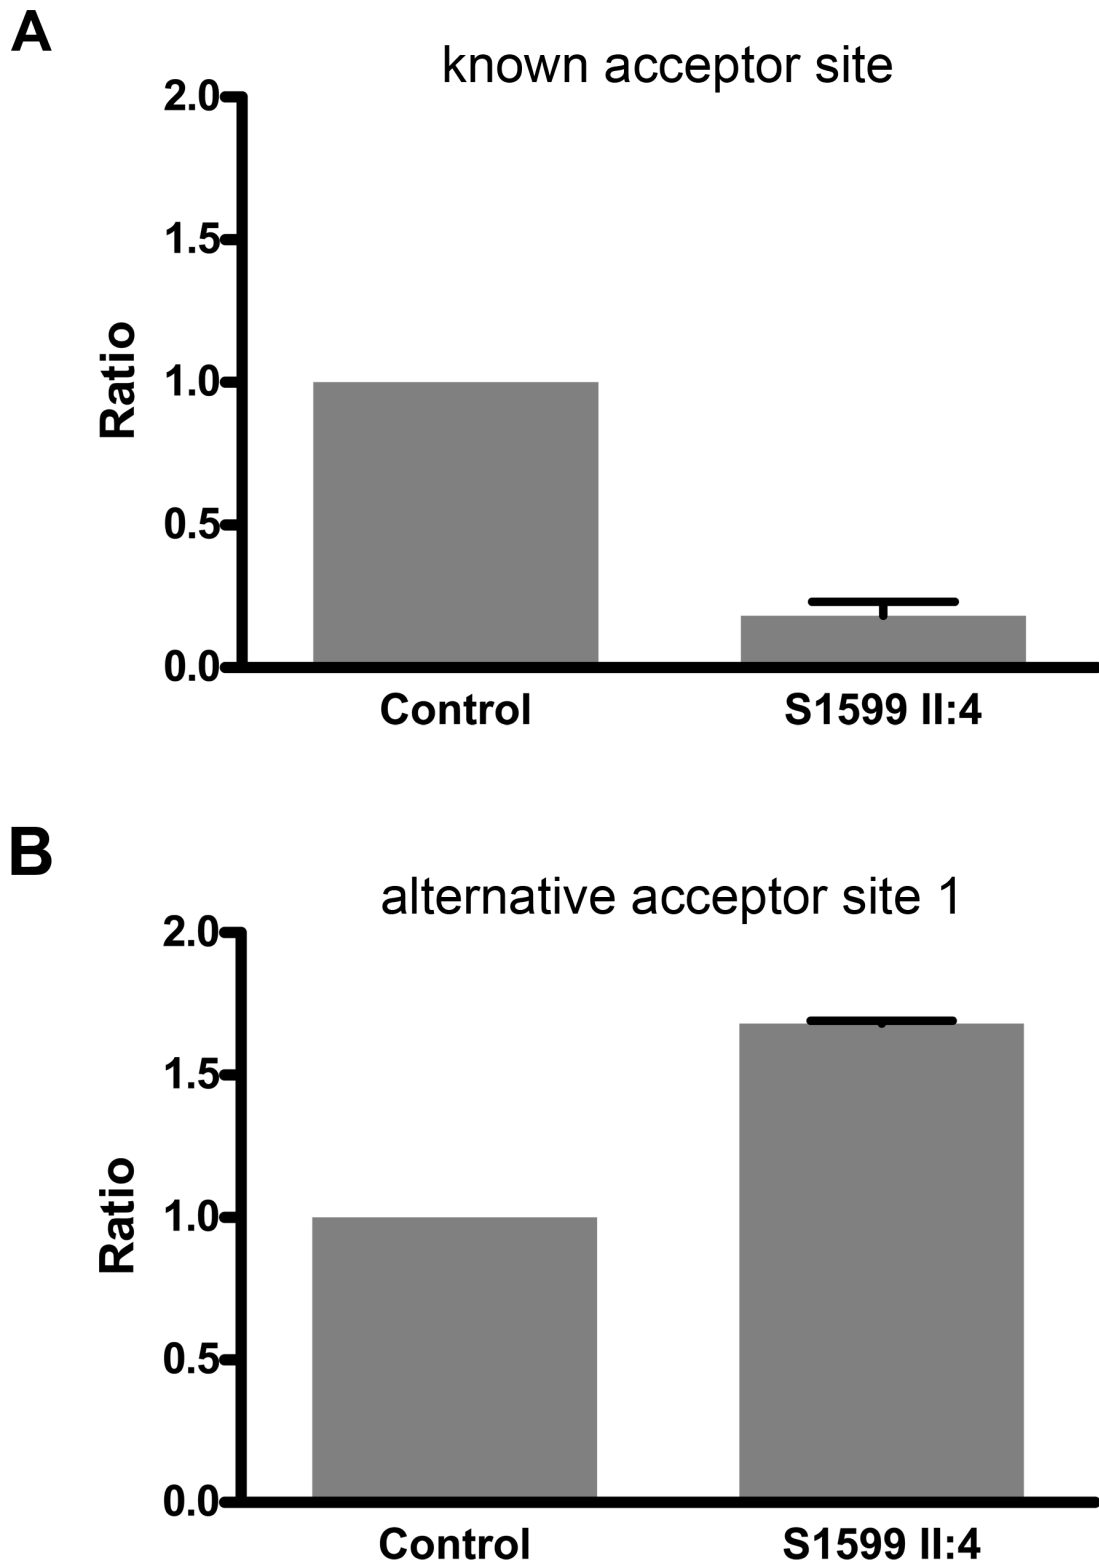 A
known acceptor site
2.0
1.5
1.0
0.5
0.0
Ratio
Control S1599 II:4
B
alternative acceptor site 1
2.0
1.5
1.0
0.5
0.0
Ratio
Control S1599 II:4